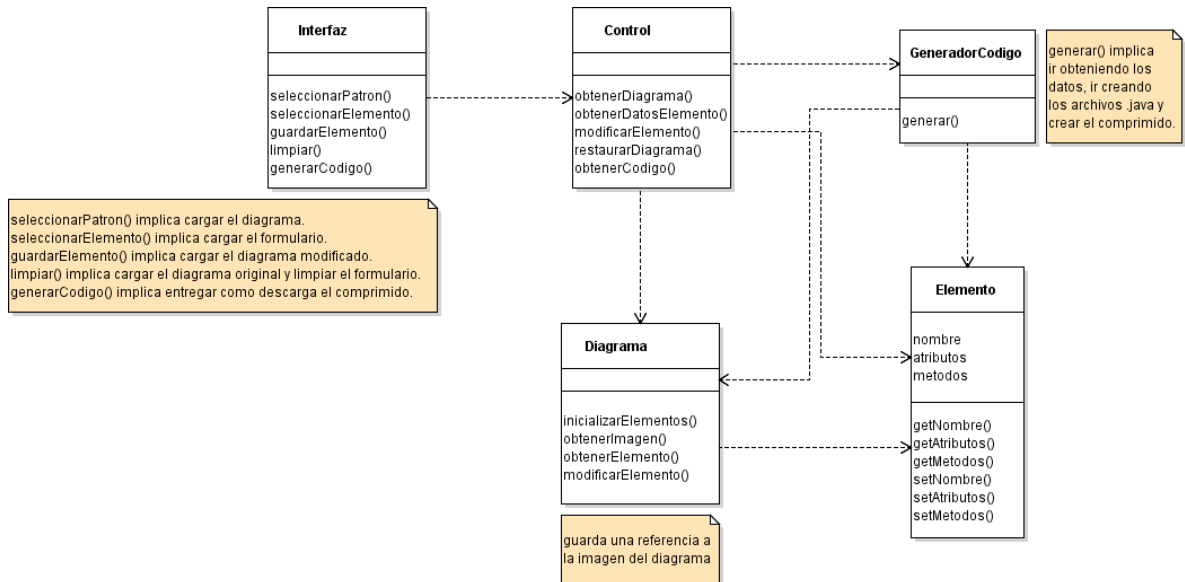 Interfaz
seleccionarPatron()
seleccionarElemento()
guardarElemento()
limpiar()
generarCodigo()
Control
obtenerDiagrama()
obtenerDatosElemento()
modificarElemento()
restaurarDiagrama()
obtenerCodigo()
GeneradorCodigo
generar()
generar() implica
ir obteniendo los
datos, ir creando
los archivos .java y
crear el comprimido.
seleccionarPatron() implica cargar el diagrama.
seleccionarElemento() implica cargar el formulario.
guardarElemento() implica cargar el diagrama modificado.
limpiar() implica cargar el diagrama original y limpiar el formulario.
generarCodigo() implica entregar como descarga el comprimido.
Diagrama
inicializarElementos()
obtenerImagen()
obtenerElemento()
modificarElemento()
Elemento
nombre
atributos
metodos
getNombre()
getAtributos()
getMetodos()
setNombre()
setAtributos()
setMetodos()
guarda una referencia a
la imagen del diagrama